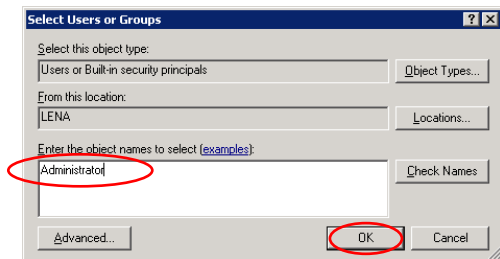 Select Users or Groups
Select this object type:
Users or Built-in security principals
Object Types...
From this location:
LENA
Locations...
Enter the object names to select (examples):
Administrator
Check Names
Advanced...
OK
Cancel